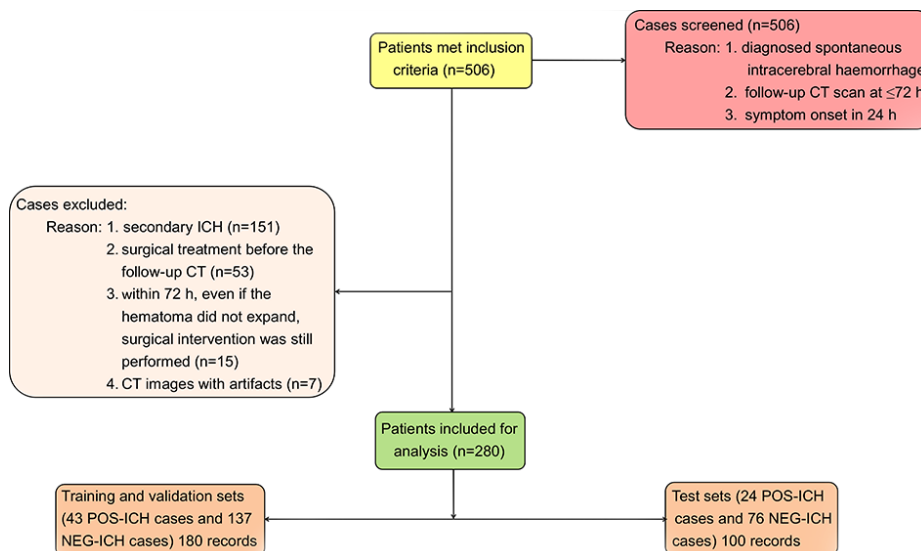 Patients met inclusion
criteria (n=506)
Cases screened (n=506)
Reason: 1. diagnosed spontaneous
intracerebral haemorrhage
2. follow-up CT scan at ≤72 h
3. symptom onset in 24 h
Cases excluded:
Reason: 1. secondary ICH (n=151)
2. surgical treatment before the
follow-up CT (n=53)
3. within 72 h, even if the
hematoma did not expand,
surgical intervention was still
performed (n=15)
4. CT images with artifacts (n=7)
Patients included for
analysis (n=280)
Training and validation sets
(43 POS-ICH cases and 137
NEG-ICH cases) 180 records
Test sets (24 POS-ICH
cases and 76 NEG-ICH
cases) 100 records